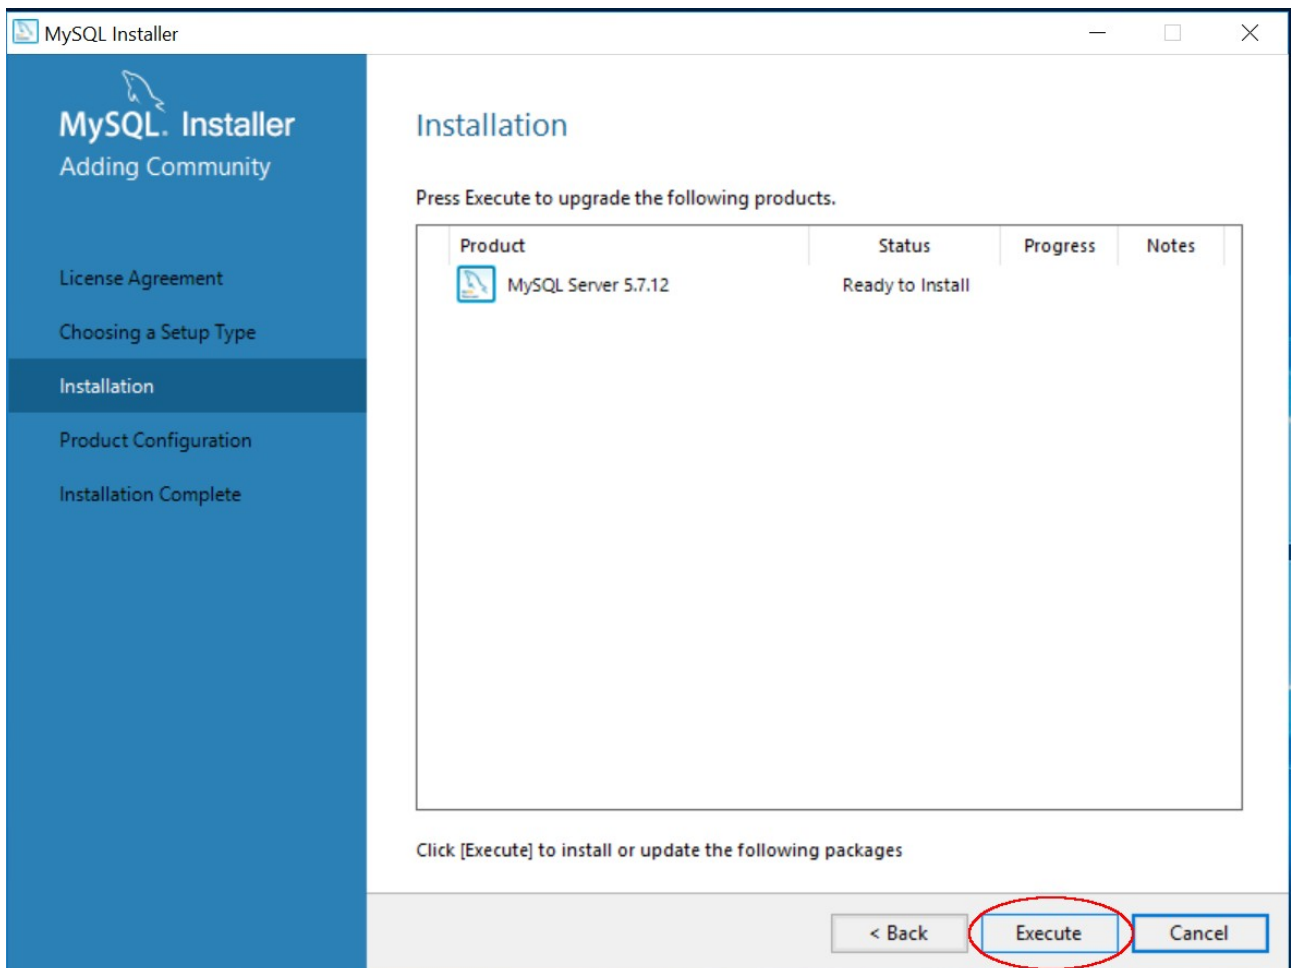 MySQL Installer
MySQL. Installer
Adding Community
License Agreement
Choosing a Setup Type
Installation
Product Configuration
Installation Complete
Installation
Press Execute to upgrade the following products.
Product Status Progress Notes
MySQL Server 5.7.12 Ready to Install
Click [Execute] to install or update the following packages
< Back Execute Cancel